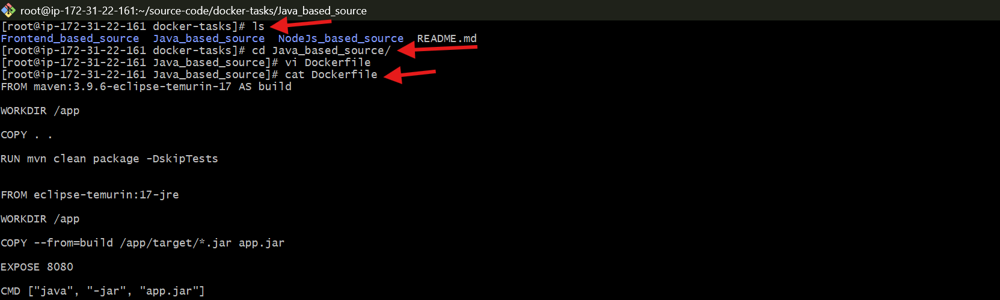 root@ip-172-31-22-161:~/source-code/docker-tasks/Java_based_source
[root@ip-172-31-22-161 docker-tasks]# ls
Frontend_based_source  Java_based_source  NodeJs_based_source  README.md
[root@ip-172-31-22-161 docker-tasks]# cd Java_based_source/
[root@ip-172-31-22-161 Java_based_source]# vi Dockerfile
[root@ip-172-31-22-161 Java_based_source]# cat Dockerfile
FROM maven:3.9.6-eclipse-temurin-17 AS build
WORKDIR /app
COPY . .
RUN mvn clean package -DskipTests
FROM eclipse-temurin:17-jre
WORKDIR /app
COPY --from=build /app/target/*.jar app.jar
EXPOSE 8080
CMD ["java", "-jar", "app.jar"]